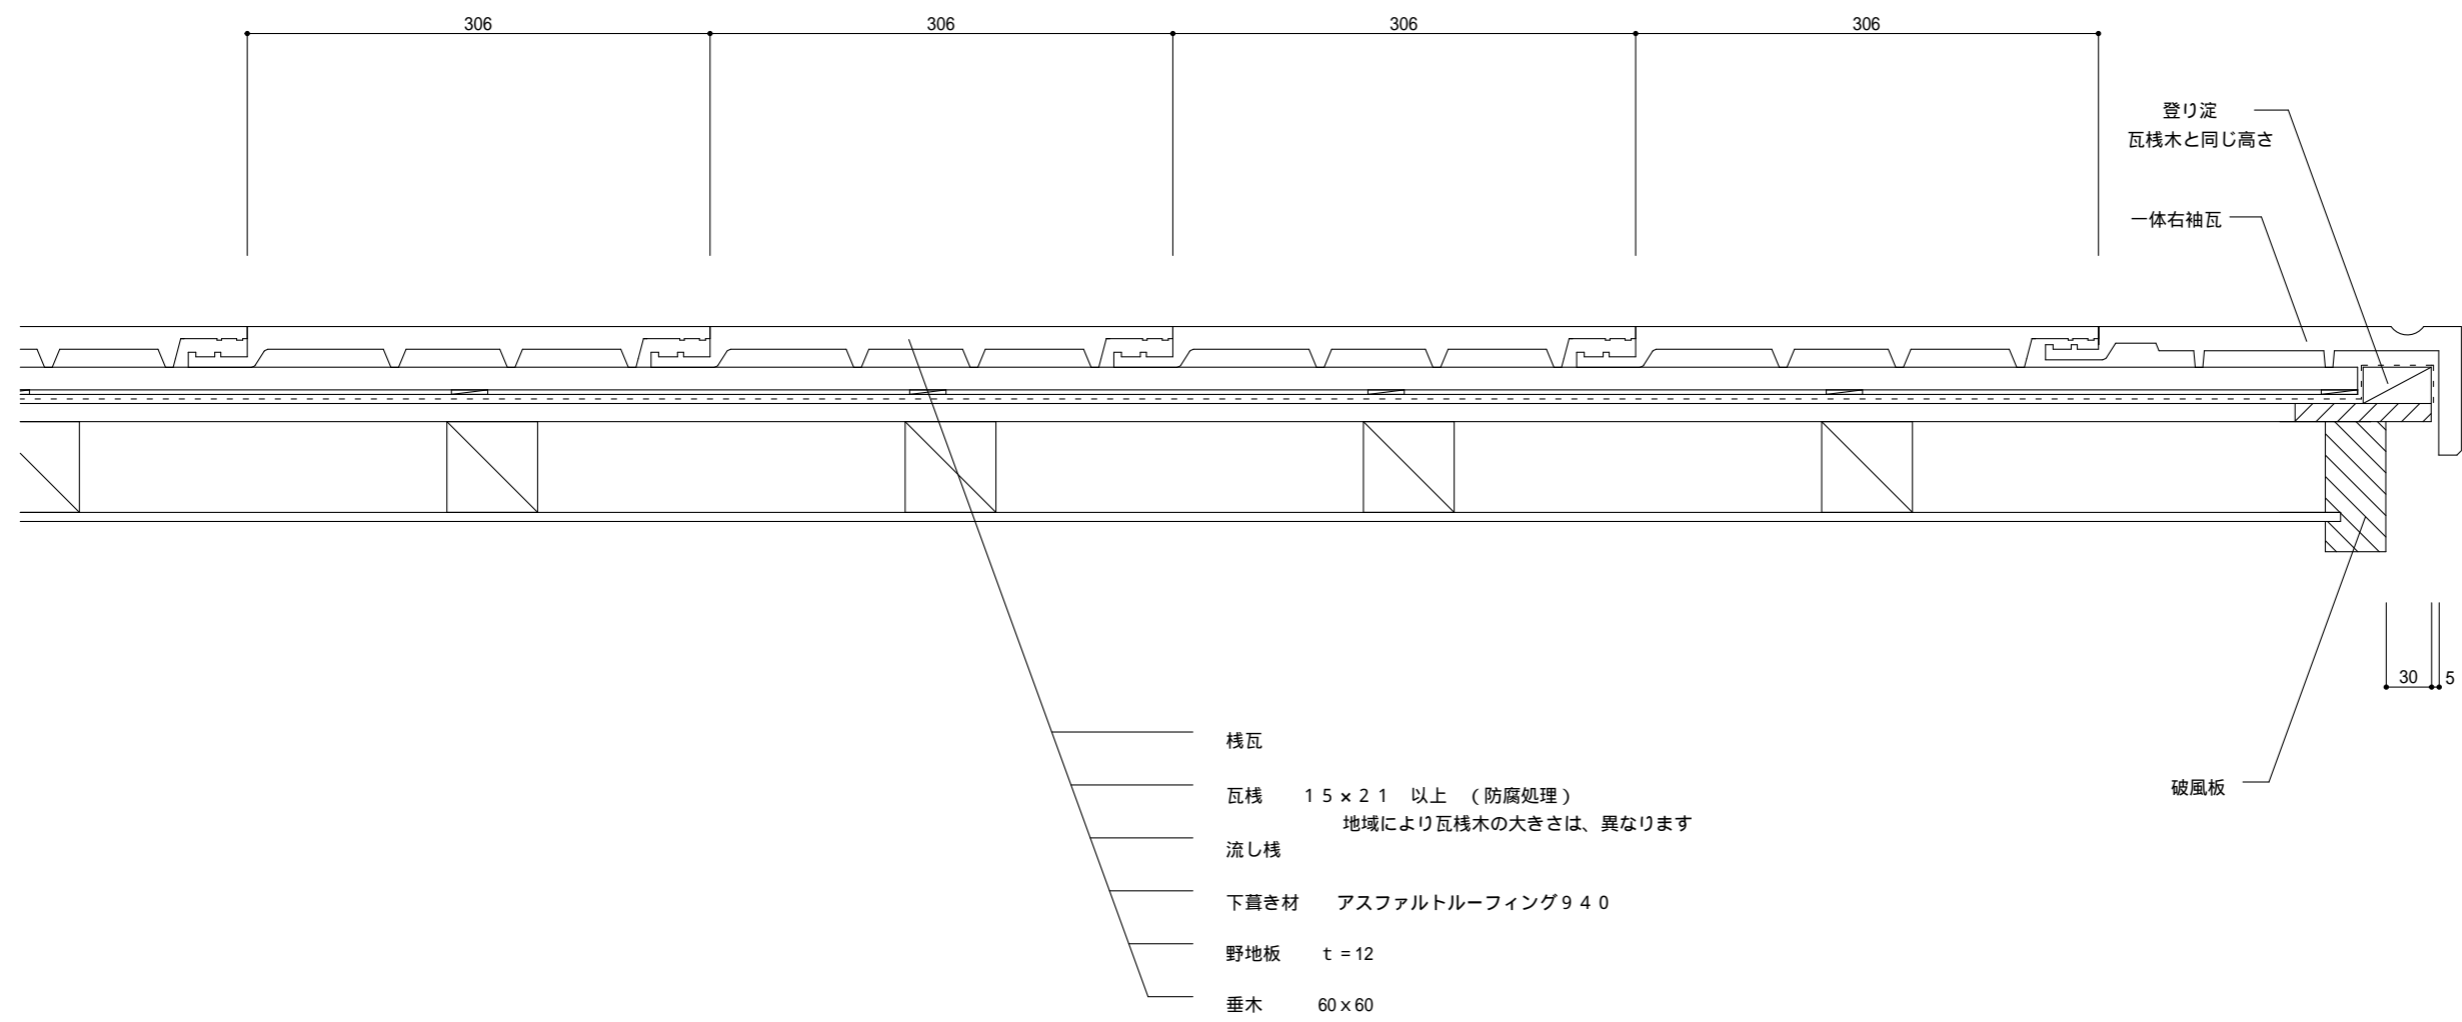 306 306 306 306
登り淀
瓦桟木と同じ高さ
一体右袖瓦
30 5
桟瓦
瓦桟 15×21 以上 (防腐処理)
地域により瓦桟木の大きさは、異なります
流し桟
下葺き材 アスファルトルーフィング940
野地板 t=12
垂木 60x60
破風板